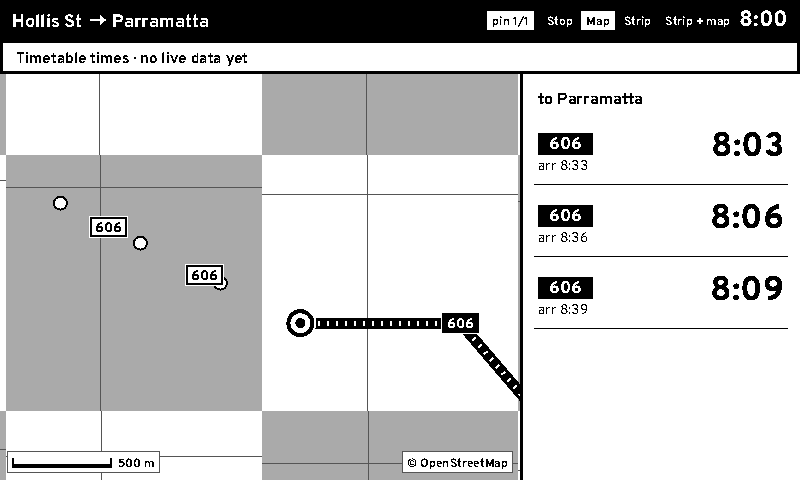 Hollis St → Parramatta
pin 1/1 Stop Map Strip Strip + map 8:00
Timetable times · no live data yet
606
606
606
500 m
© OpenStreetMap
to Parramatta
606 8:03
arr 8:33
606 8:06
arr 8:36
606 8:09
arr 8:39